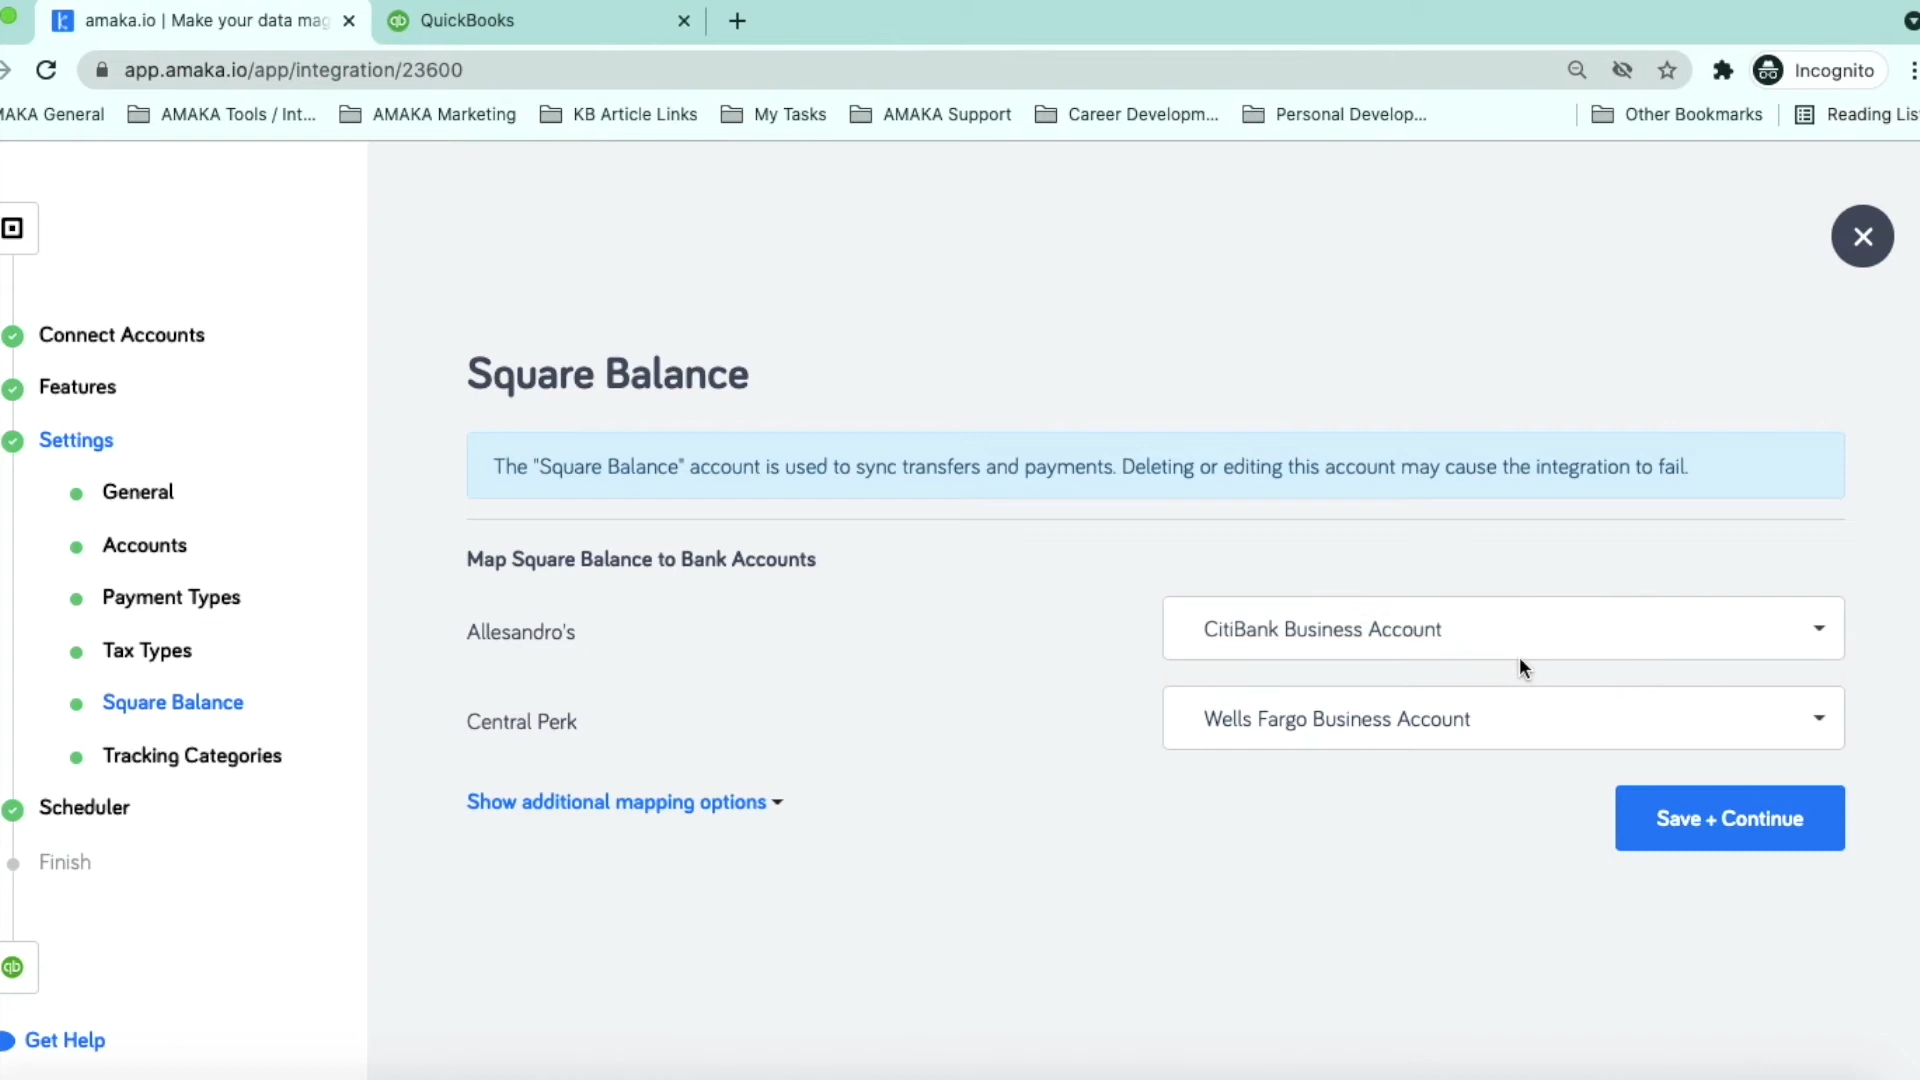 amaka.io | Make your data mag
QuickBooks
app.amaka.io/app/integration/23600
Incognito
MAKA General
AMAKA Tools / Int...
AMAKA Marketing
KB Article Links
My Tasks
AMAKA Support
Career Developm...
Personal Develop...
Other Bookmarks
Reading Lis
Connect Accounts
Features
Settings
General
Accounts
Payment Types
Tax Types
Square Balance
Tracking Categories
Scheduler
Finish
qb
Get Help
Square Balance
The "Square Balance" account is used to sync transfers and payments. Deleting or editing this account may cause the integration to fail.
Map Square Balance to Bank Accounts
Allesandro's
CitiBank Business Account
Central Perk
Wells Fargo Business Account
Show additional mapping options
Save + Continue